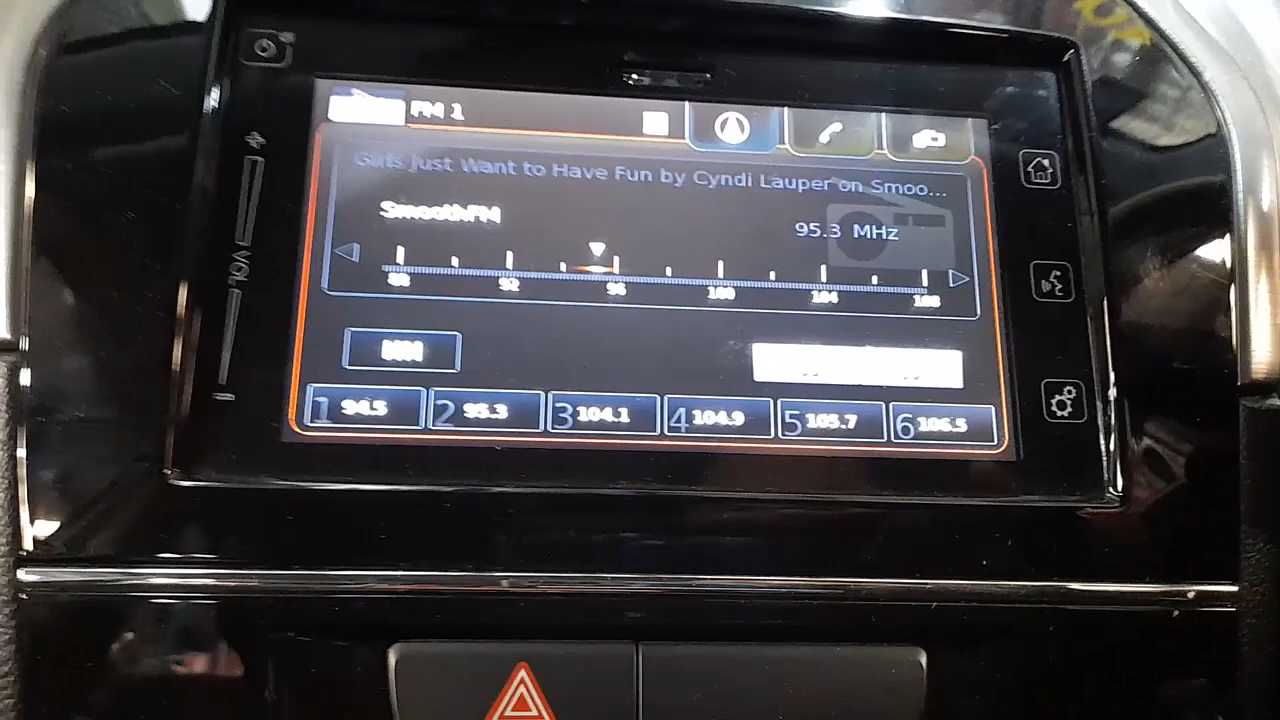 FM 1
Girls Just Want to Have Fun by Cyndi Lauper on Smoo...
SmoothFM
95.3 MHz
88 92 96 100 104 108
1 94.5 2 95.3 3 104.1 4 104.9 5 105.7 6 106.5
VOL